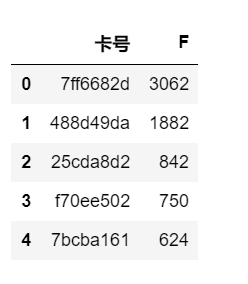 卡号 F
0 7ff6682d 3062
1 488d49da 1882
2 25cda8d2 842
3 f70ee502 750
4 7bcba161 624